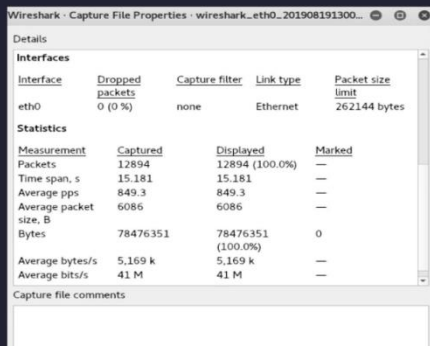 Wireshark · Capture File Properties · wireshark_eth0_201908191300...
Details
Interfaces
Interface Dropped packets Capture filter Link type Packet size limit
eth0 0 (0 %) none Ethernet 262144 bytes
Statistics
Measurement Captured Displayed Marked
Packets 12894 12894 (100.0%) —
Time span, s 15.181 15.181 —
Average pps 849.3 849.3 —
Average packet size, B 6086 6086 —
Bytes 78476351 78476351 (100.0%) 0
Average bytes/s 5,169 k 5,169 k —
Average bits/s 41 M 41 M —
Capture file comments